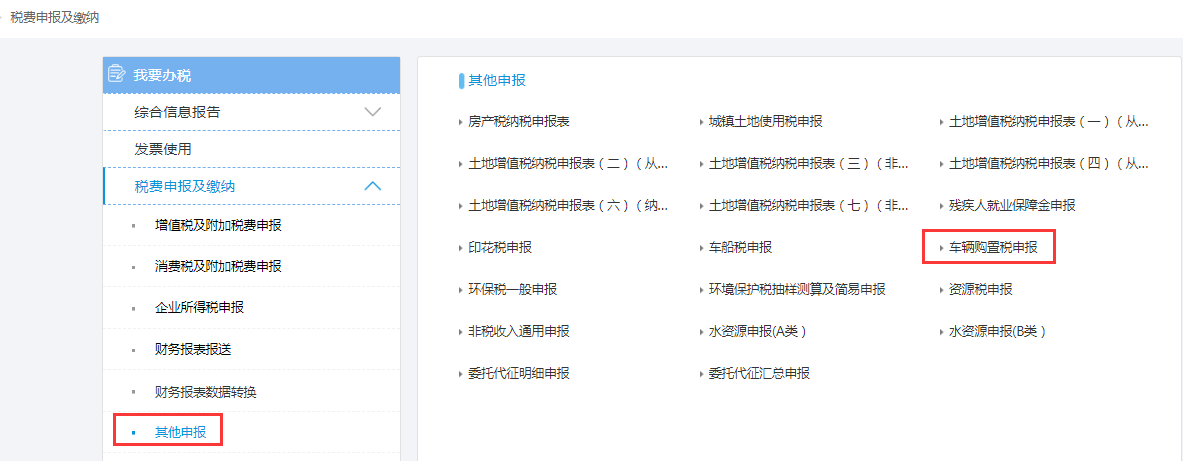 税费申报及缴纳
我要办税
综合信息报告
发票使用
税费申报及缴纳
增值税及附加税费申报
消费税及附加税费申报
企业所得税申报
财务报表报送
财务报表数据转换
其他申报
其他申报
房产税纳税申报表 城镇土地使用税申报 土地增值税纳税申报表（一）（从...
土地增值税纳税申报表（二）（从... 土地增值税纳税申报表（三）（非... 土地增值税纳税申报表（四）（从...
土地增值税纳税申报表（六）（纳... 土地增值税纳税申报表（七）（非... 残疾人就业保障金申报
印花税申报 车船税申报 车辆购置税申报
环保税一般申报 环境保护税抽样测算及简易申报 资源税申报
非税收入通用申报 水资源申报(A类） 水资源申报(B类）
委托代征明细申报 委托代征汇总申报